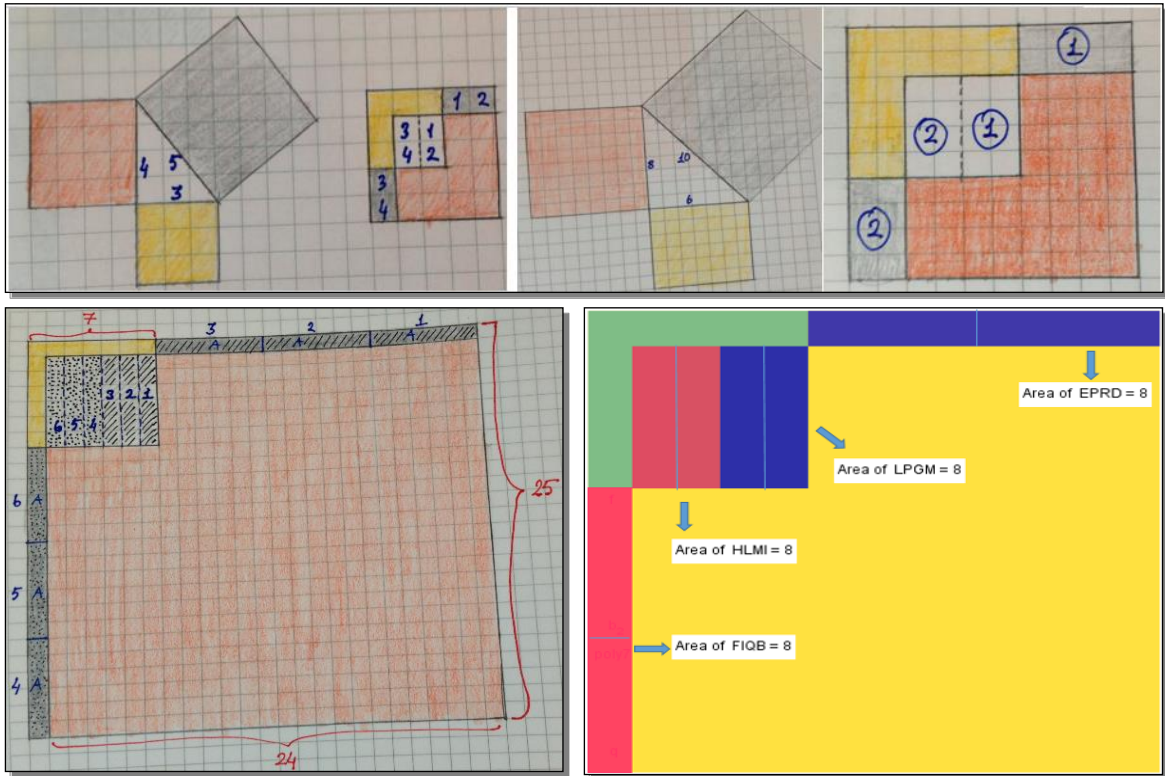 4 5
3
1 2
3 1
4 2
3
4
8 10
6
1
2 1
2
7
3 2 1
A A A
3 2 1
6 5 4
6 A
5 A
4 A
25
24
Area of EPRD = 8
Area of LPGM = 8
Area of HLMI = 8
Area of FIQB = 8